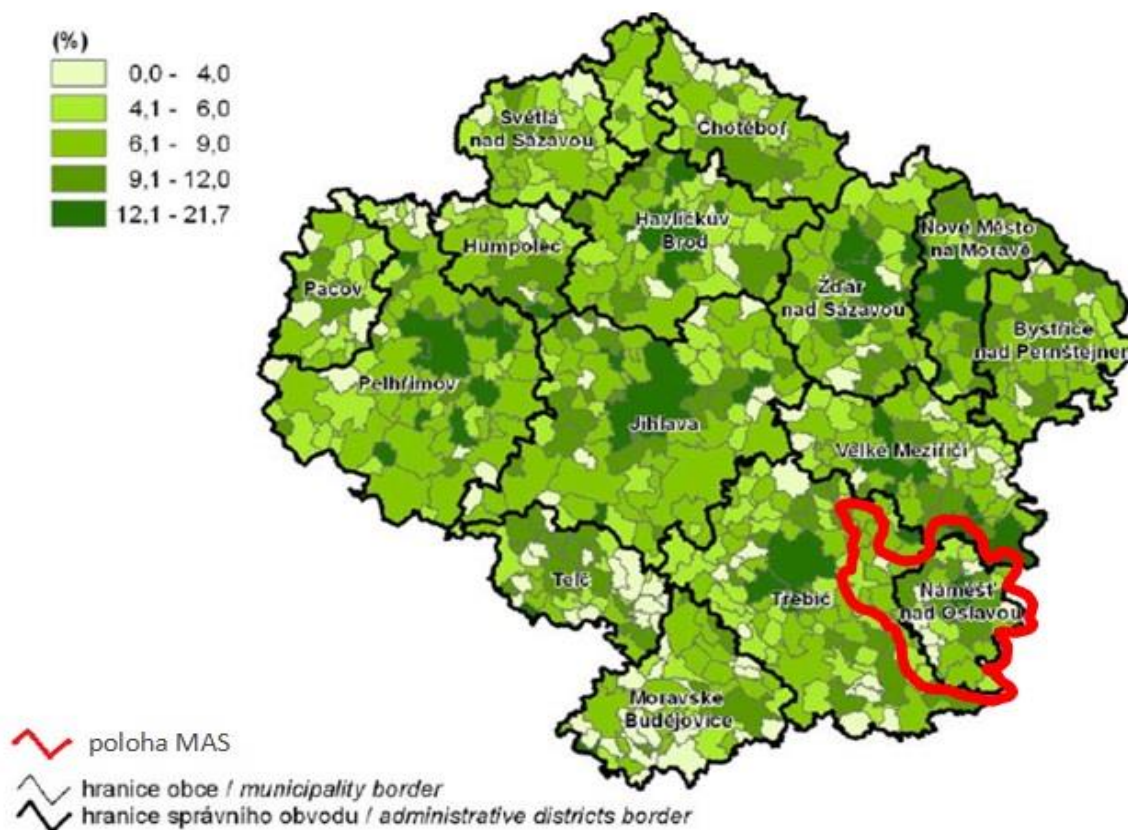 (%)
0,0 - 4,0
4,1 - 6,0
6,1 - 9,0
9,1 - 12,0
12,1 - 21,7
Světlá
nad Sázavou
Chotěboř
Havlíčkův
Brod
Humpolec
Pacov
Nové Město
na Moravě
Žďár
nad Sázavou
Bystřice
nad Pernštejnem
Pelhřimov
Jihlava
Velké Meziříčí
Telč
Třebíč
Náměšť
nad Oslavou
Moravské
Budějovice
poloha MAS
hranice obce / municipality border
hranice správního obvodu / administrative districts border